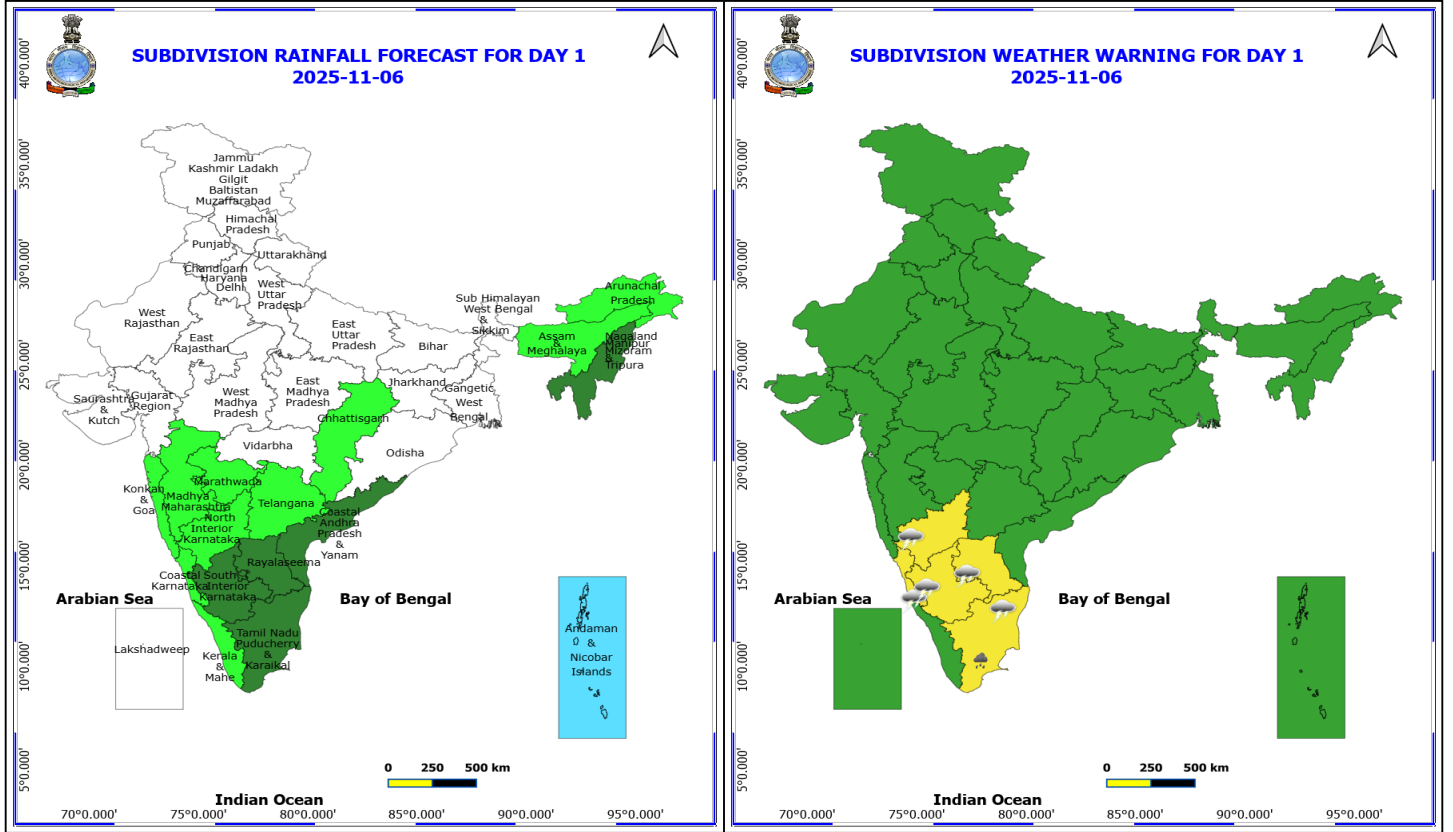 SUBDIVISION RAINFALL FORECAST FOR DAY 1
2025-11-06
40°0.000'
35°0.000'
30°0.000'
25°0.000'
20°0.000'
15°0.000'
10°0.000'
5°0.000'
Jammu
Kashmir Ladakh
Gilgit
Baltistan
Muzaffarabad
Himachal
Pradesh
Punjab
Uttarakhand
Chandigarh
Haryana
Delhi
West
Uttar
Pradesh
West
Rajasthan
East
Rajasthan
East
Uttar
Pradesh
Bihar
Sub Himalayan
West Bengal
&
Sikkim
Arunachal
Pradesh
Assam
&
Meghalaya
Nagaland
Manipur
Mizoram
&
Tripura
Saurashtra
&
Kutch
Gujarat
Region
West
Madhya
Pradesh
East
Madhya
Pradesh
Jharkhand
Gangetic
West
Bengal
Chhattisgarh
Vidarbha
Odisha
Konkan
&
Goa
Madhya
Maharashtra
Marathwada
Telangana
North
Interior
Karnataka
Coastal
Andhra
Pradesh
&
Yanam
Rayalaseema
Coastal
Karnataka
South
Interior
Karnataka
Tamil Nadu
Puducherry
&
Karaikal
Kerala
&
Mahe
Lakshadweep
Andaman
&
Nicobar
Islands
Arabian Sea
Bay of Bengal
Indian Ocean
0 250 500 km
70°0.000' 75°0.000' 80°0.000' 85°0.000' 90°0.000' 95°0.000'
SUBDIVISION WEATHER WARNING FOR DAY 1
2025-11-06
40°0.000'
35°0.000'
30°0.000'
25°0.000'
20°0.000'
15°0.000'
10°0.000'
5°0.000'
Arabian Sea
Bay of Bengal
Indian Ocean
0 250 500 km
70°0.000' 75°0.000' 80°0.000' 85°0.000' 90°0.000' 95°0.000'